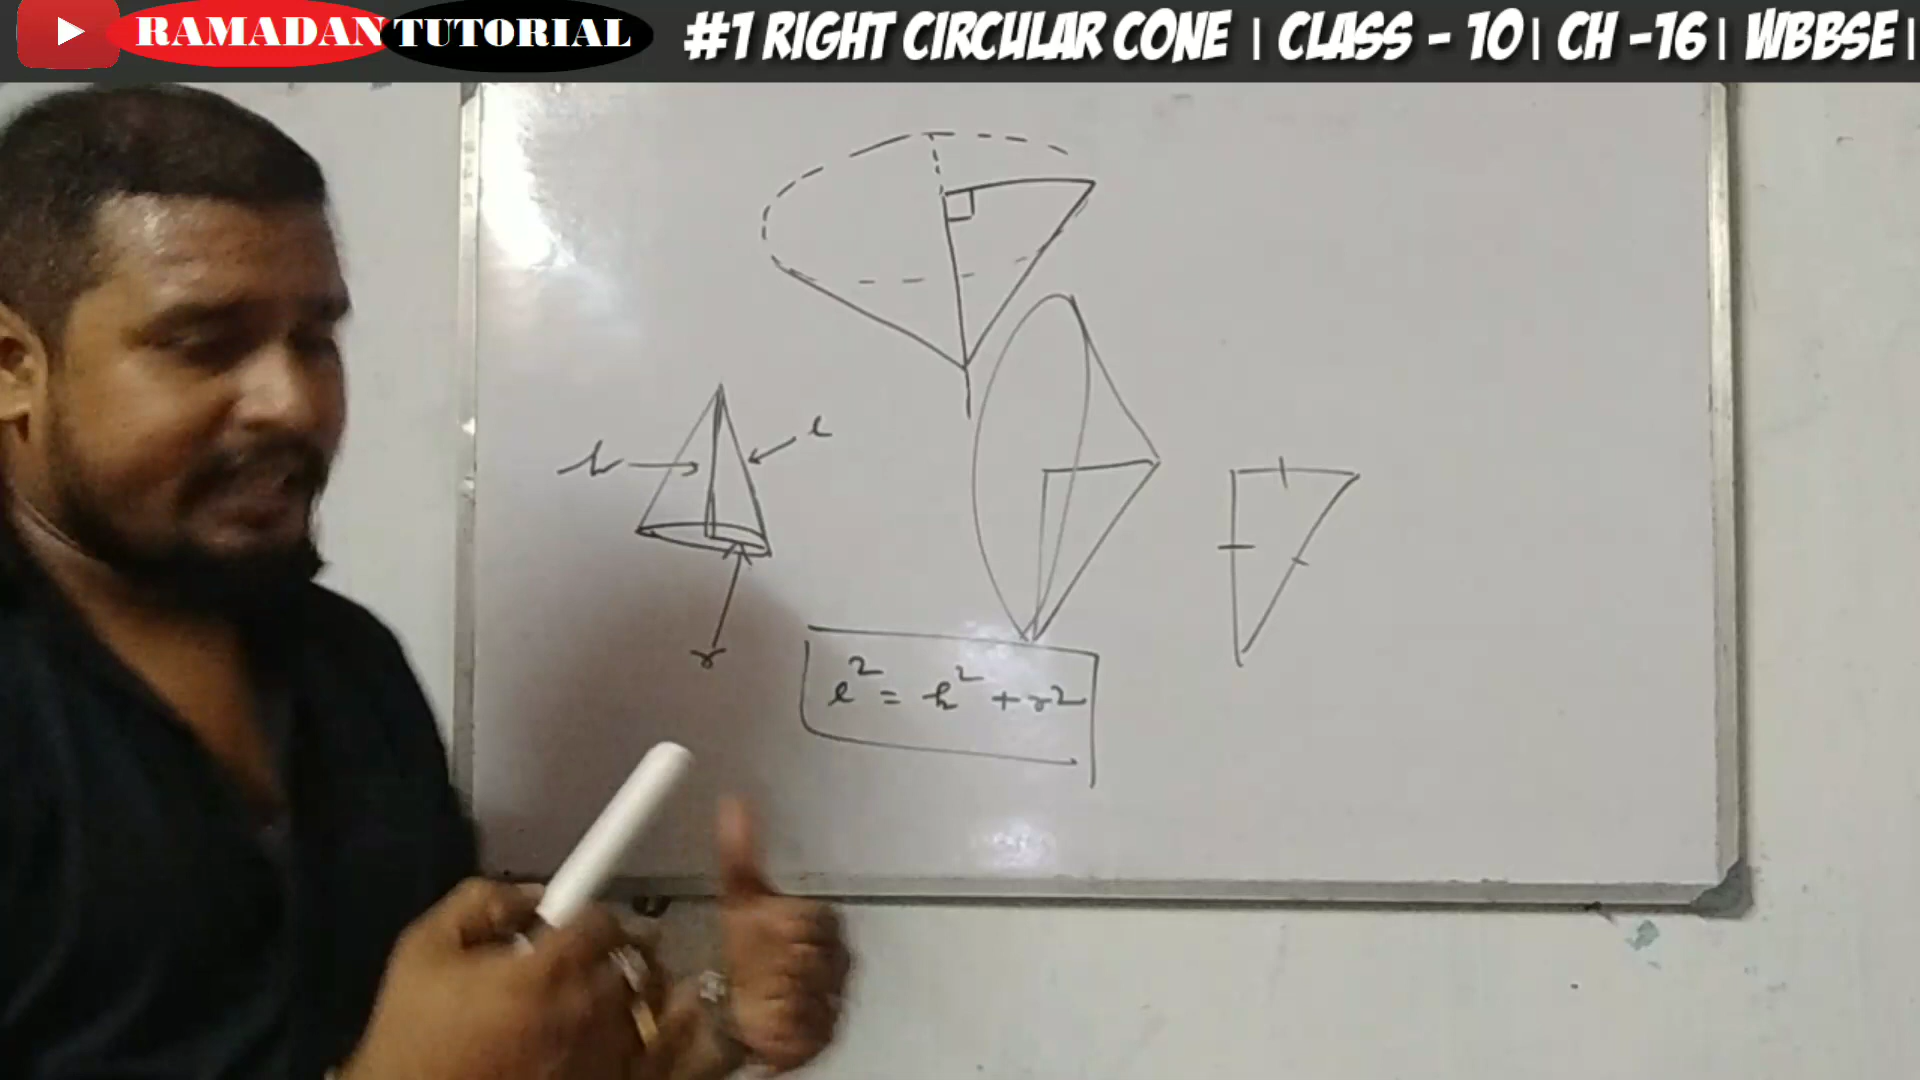 RAMADAN TUTORIAL
#1 RIGHT CIRCULAR CONE | CLASS - 10 | CH -16 | WBBSE |
h
l
r
l² = h² + r²